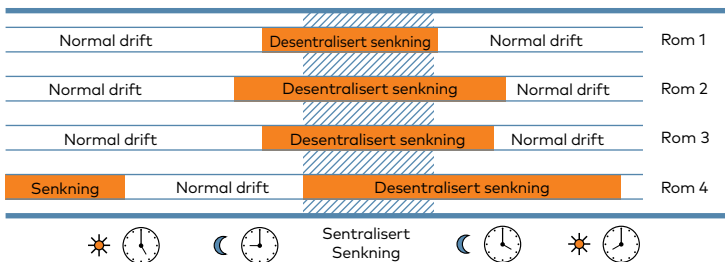 Normal drift Desentralisert senkning Normal drift Rom 1
Normal drift Desentralisert senkning Normal drift Rom 2
Normal drift Desentralisert senkning Normal drift Rom 3
Senkning Normal drift Desentralisert senkning Rom 4
Sentralisert
Senkning